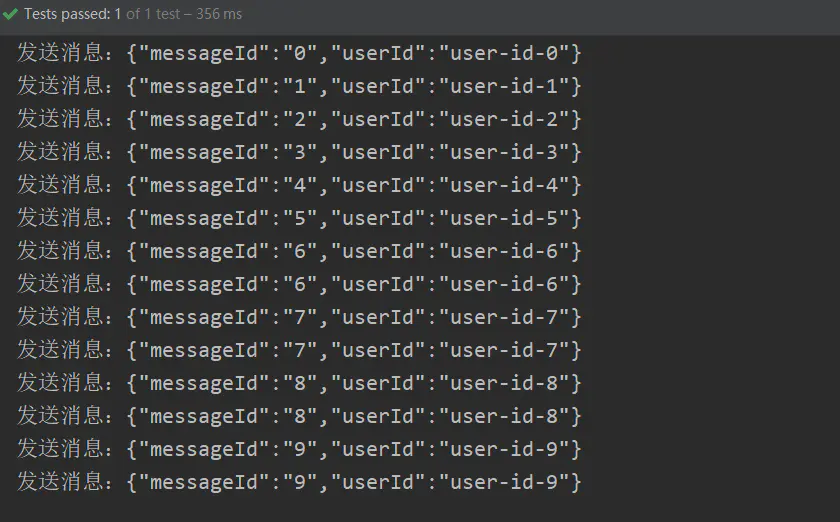 Tests passed: 1 of 1 test – 356 ms
发送消息：{"messageId":"0","userId":"user-id-0"}
发送消息：{"messageId":"1","userId":"user-id-1"}
发送消息：{"messageId":"2","userId":"user-id-2"}
发送消息：{"messageId":"3","userId":"user-id-3"}
发送消息：{"messageId":"4","userId":"user-id-4"}
发送消息：{"messageId":"5","userId":"user-id-5"}
发送消息：{"messageId":"6","userId":"user-id-6"}
发送消息：{"messageId":"6","userId":"user-id-6"}
发送消息：{"messageId":"7","userId":"user-id-7"}
发送消息：{"messageId":"7","userId":"user-id-7"}
发送消息：{"messageId":"8","userId":"user-id-8"}
发送消息：{"messageId":"8","userId":"user-id-8"}
发送消息：{"messageId":"9","userId":"user-id-9"}
发送消息：{"messageId":"9","userId":"user-id-9"}